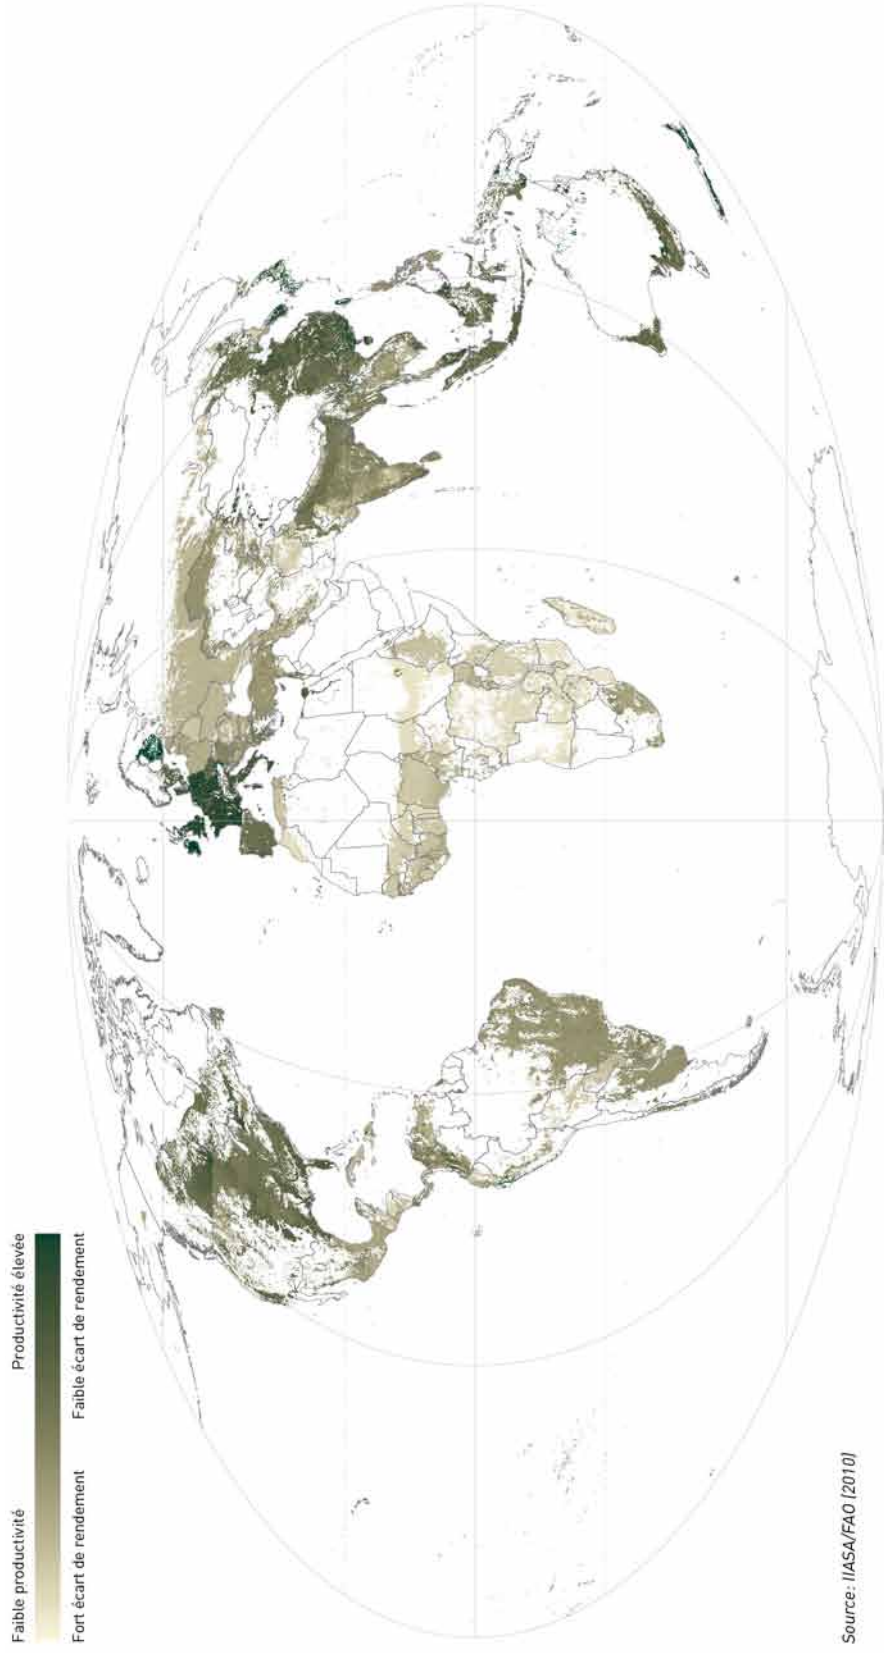 Faible productivité
Productivité élevée
Fort écart de rendement
Faible écart de rendement
Source: IIASA/FAO (2010)